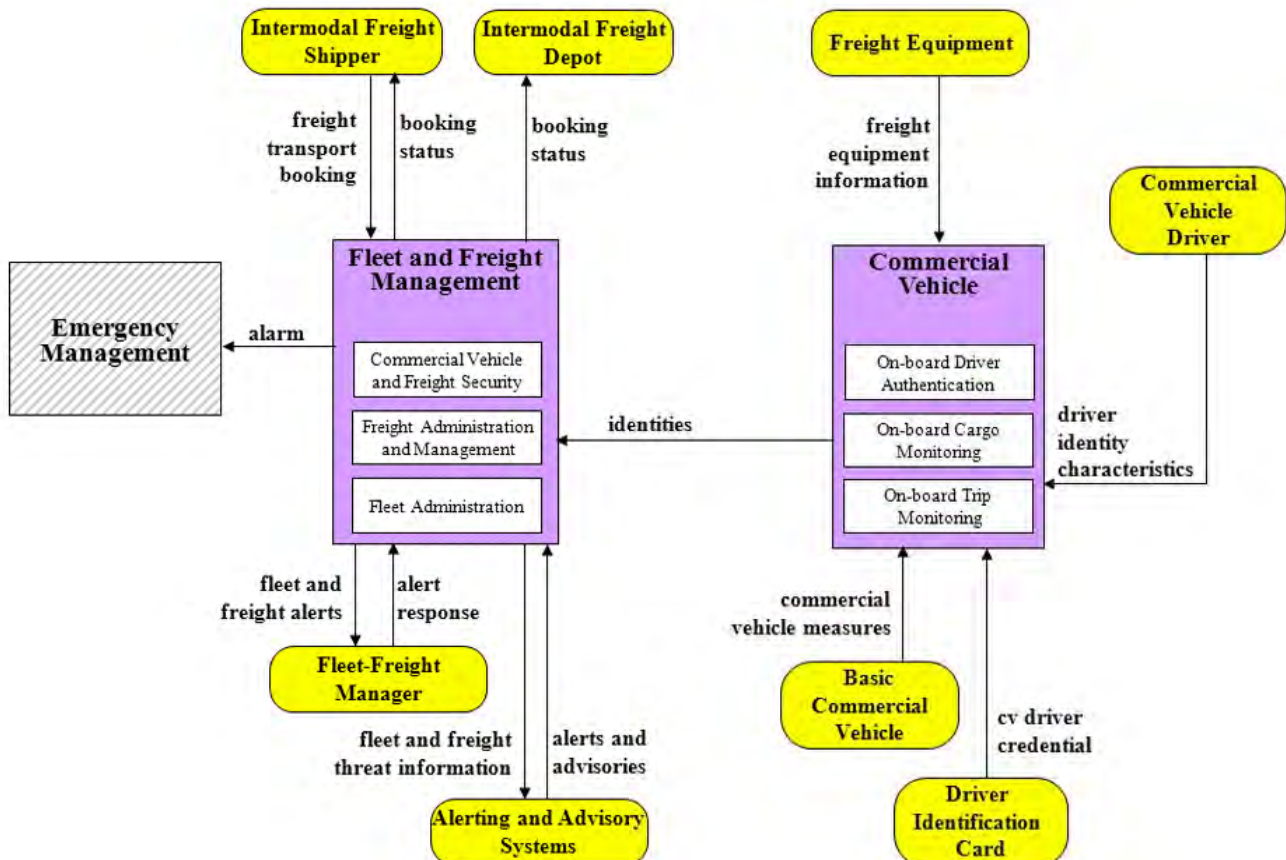 Intermodal Freight
Shipper
Intermodal Freight
Depot
Freight Equipment
freight
transport
booking
booking
status
booking
status
freight
equipment
information
Commercial
Vehicle
Driver
Fleet and Freight
Management
Commercial
Vehicle
Emergency
Management
alarm
Commercial Vehicle
and Freight Security
Freight Administration
and Management
Fleet Administration
identities
On-board Driver
Authentication
On-board Cargo
Monitoring
On-board Trip
Monitoring
driver
identity
characteristics
fleet and
freight alerts
alert
response
commercial
vehicle measures
Fleet-Freight
Manager
Basic
Commercial
Vehicle
cv driver
credential
fleet and freight
threat information
alerts and
advisories
Alerting and Advisory
Systems
Driver
Identification
Card